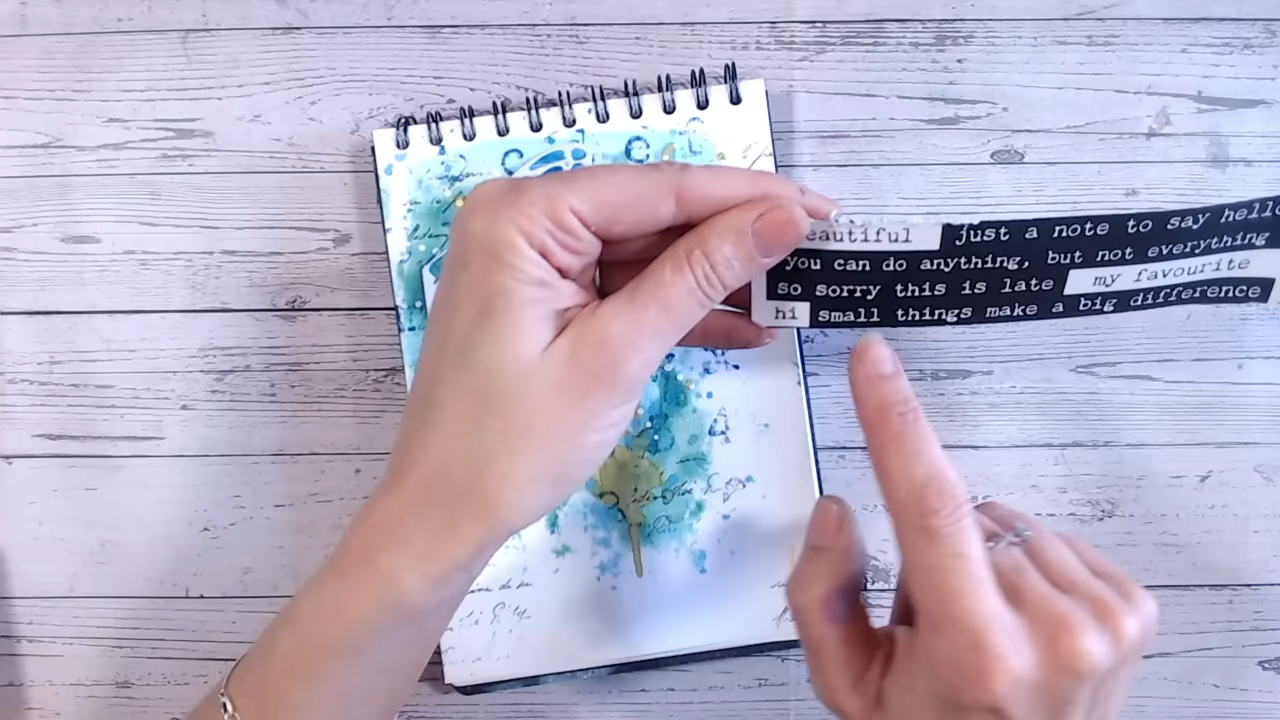 eautiful just a note to say hello
you can do anything, but not everything
so sorry this is late my favourite
hi small things make a big difference